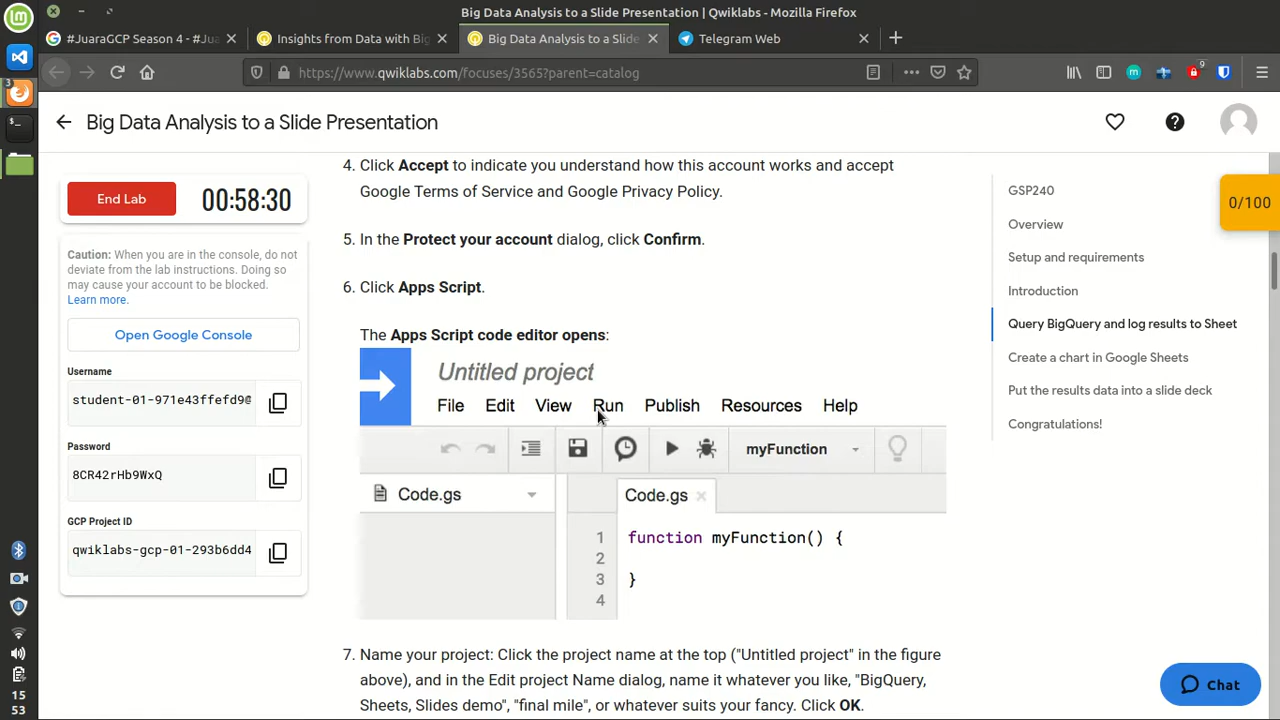 Big Data Analysis to a Slide Presentation | Qwiklabs - Mozilla Firefox
#JuaraGCP Season 4 - #Jua
Insights from Data with Big
Big Data Analysis to a Slide
Telegram Web
https://www.qwiklabs.com/focuses/3565?parent=catalog
9
3
Big Data Analysis to a Slide Presentation
End Lab
00:58:30
Caution: When you are in the console, do not
deviate from the lab instructions. Doing so
may cause your account to be blocked.
Learn more.
Open Google Console
Username
student-01-971e43ffefd9@
Password
8CR42rHb9WxQ
GCP Project ID
qwiklabs-gcp-01-293b6dd4
4. Click Accept to indicate you understand how this account works and accept
Google Terms of Service and Google Privacy Policy.
5. In the Protect your account dialog, click Confirm.
6. Click Apps Script.
The Apps Script code editor opens:
Untitled project
File Edit View Run Publish Resources Help
myFunction
Code.gs
Code.gs
1 function myFunction() {
2
3 }
4
7. Name your project: Click the project name at the top ("Untitled project" in the figure
above), and in the Edit project Name dialog, name it whatever you like, "BigQuery,
Sheets, Slides demo", "final mile", or whatever suits your fancy. Click OK.
GSP240
Overview
Setup and requirements
Introduction
Query BigQuery and log results to Sheet
Create a chart in Google Sheets
Put the results data into a slide deck
Congratulations!
0/100
Chat
15
53